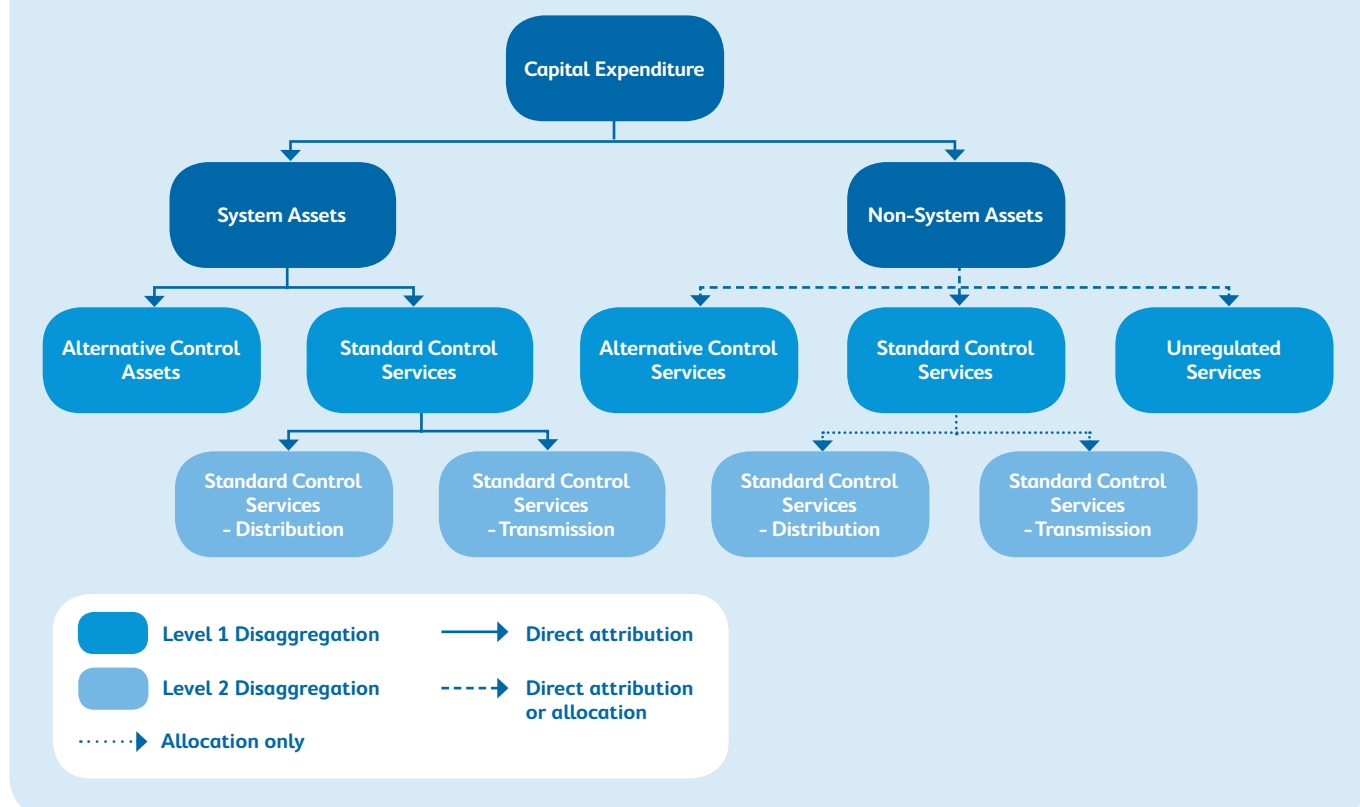 Capital Expenditure
System Assets
Non-System Assets
Alternative Control
Assets
Standard Control
Services
Alternative Control
Services
Standard Control
Services
Unregulated
Services
Standard Control
Services
- Distribution
Standard Control
Services
- Transmission
Standard Control
Services
- Distribution
Standard Control
Services
- Transmission
Level 1 Disaggregation
Direct attribution
Level 2 Disaggregation
Direct attribution
or allocation
Allocation only